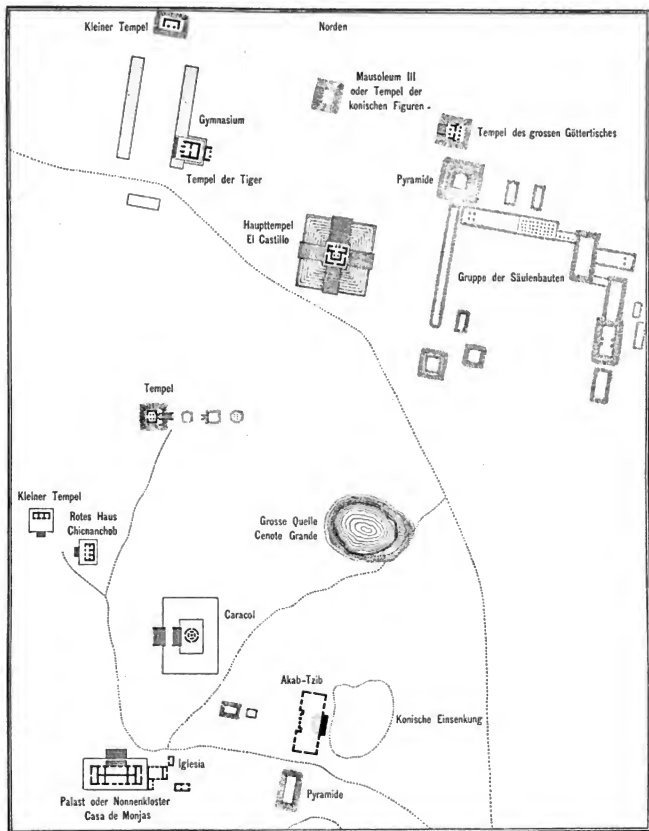 Kleiner Tempel
Norden
Mausoleum III
oder Tempel der
konischen Figuren -
Gymnasium
Tempel des grossen Göttertisches
Tempel der Tiger
Pyramide
Haupttempel
El Castillo
Gruppe der Säulenbauten
Tempel
Kleiner Tempel
Rotes Haus
Chicnanchob
Grosse Quelle
Cenote Grande
Caracol
Akab-Tzib
Konische Einsenkung
Iglesia
Palast oder Nonnenkloster
Casa de Monjas
Pyramide